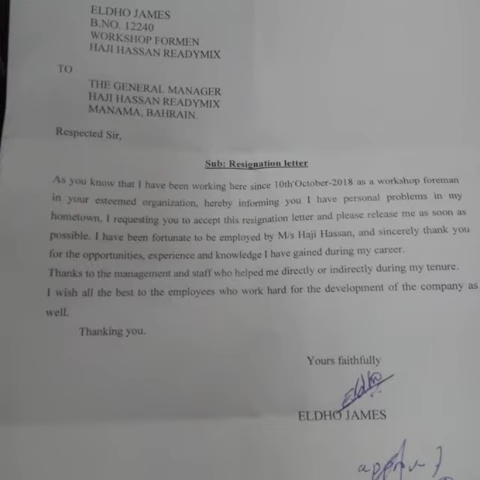 ELDHO JAMES
B.NO. 12240
WORKSHOP FORMEN
HAJI HASSAN READYMIX
TO
THE GENERAL MANAGER
HAJI HASSAN READYMIX
MANAMA, BAHRAIN.
Respected Sir,
Sub: Resignation letter
As you know that I have been working here since 10th'October-2018 as a workshop foreman
in your esteemed organization, hereby informing you I have personal problems in my
hometown, I requesting you to accept this resignation letter and please release me as soon as
possible. I have been fortunate to be employed by M/s Haji Hassan, and sincerely thank you
for the opportunities, experience and knowledge I have gained during my career.
Thanks to the management and staff who helped me directly or indirectly during my tenure.
I wish all the best to the employees who work hard for the development of the company as
well.
Thanking you.
Yours faithfully
Eldho
ELDHO JAMES